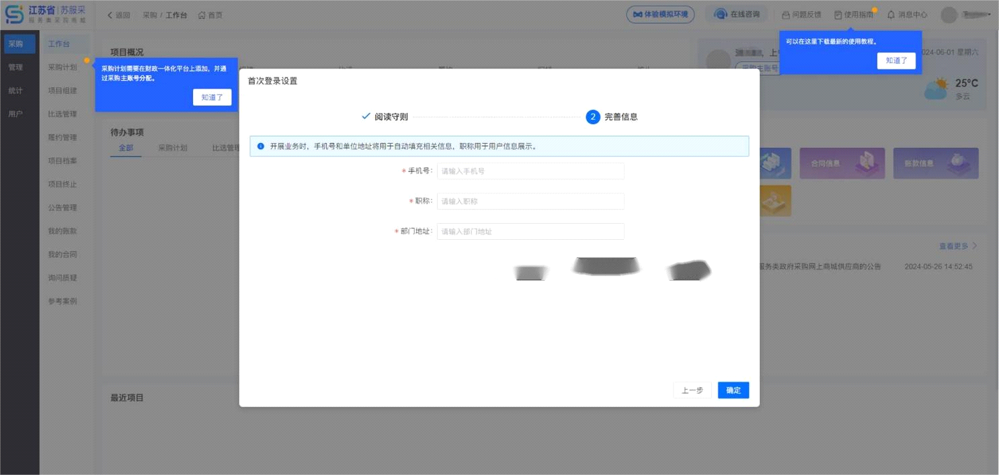 江苏省 | 苏服采
服务类采购商城
返回 采购 / 工作台 首页
体验模拟环境
在线咨询
问题反馈
使用指南
消息中心
采购
管理
统计
用户
工作台
采购计划
项目组建
比选管理
履约管理
项目档案
项目终止
公告管理
我的账款
我的合同
询问质疑
参考案例
项目概况
采购计划需要在财政一体化平台上添加，并通
过采购主账号分配。
知道了
可以在这里下载最新的使用教程。
知道了
024-06-01 星期六
采购主账号
25°C
多云
待办事项
全部 采购计划 比选管理
首次登录设置
阅读守则
2 完善信息
开展业务时，手机号和单位地址将用于自动填充相关信息，职称用于用户信息展示。
* 手机号: 请输入手机号
* 职称: 请输入职称
* 部门地址: 请输入部门地址
上一步
确定
合同信息
账款信息
查看更多
服务类政府采购网上商城供应商的公告 2024-05-26 14:52:45
最近项目